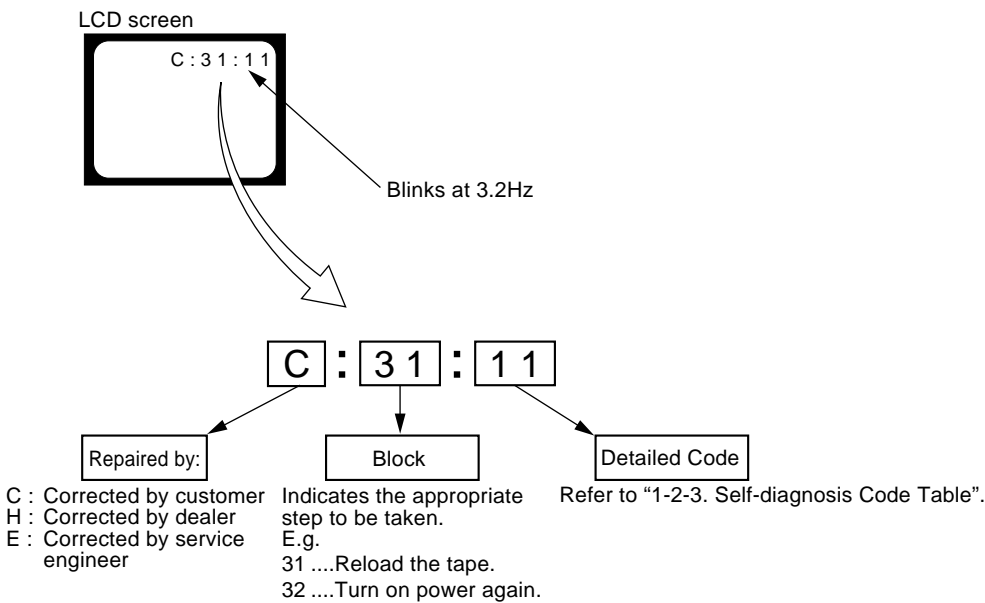 LCD screen
C : 3 1 : 1 1
Blinks at 3.2Hz
C : 3 1 : 1 1
Repaired by:
C : Corrected by customer
H : Corrected by dealer
E : Corrected by service
engineer
Block
Indicates the appropriate
step to be taken.
E.g.
31 ....Reload the tape.
32 ....Turn on power again.
Detailed Code
Refer to “1-2-3. Self-diagnosis Code Table”.